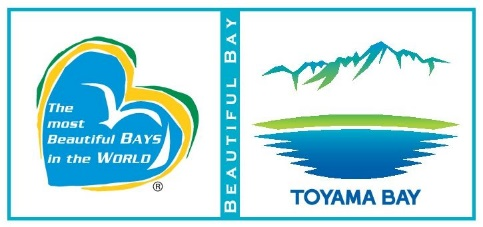 The
most
Beautiful BAYS
in the WORLD
®
BEAUTIFUL BAY
TOYAMA BAY